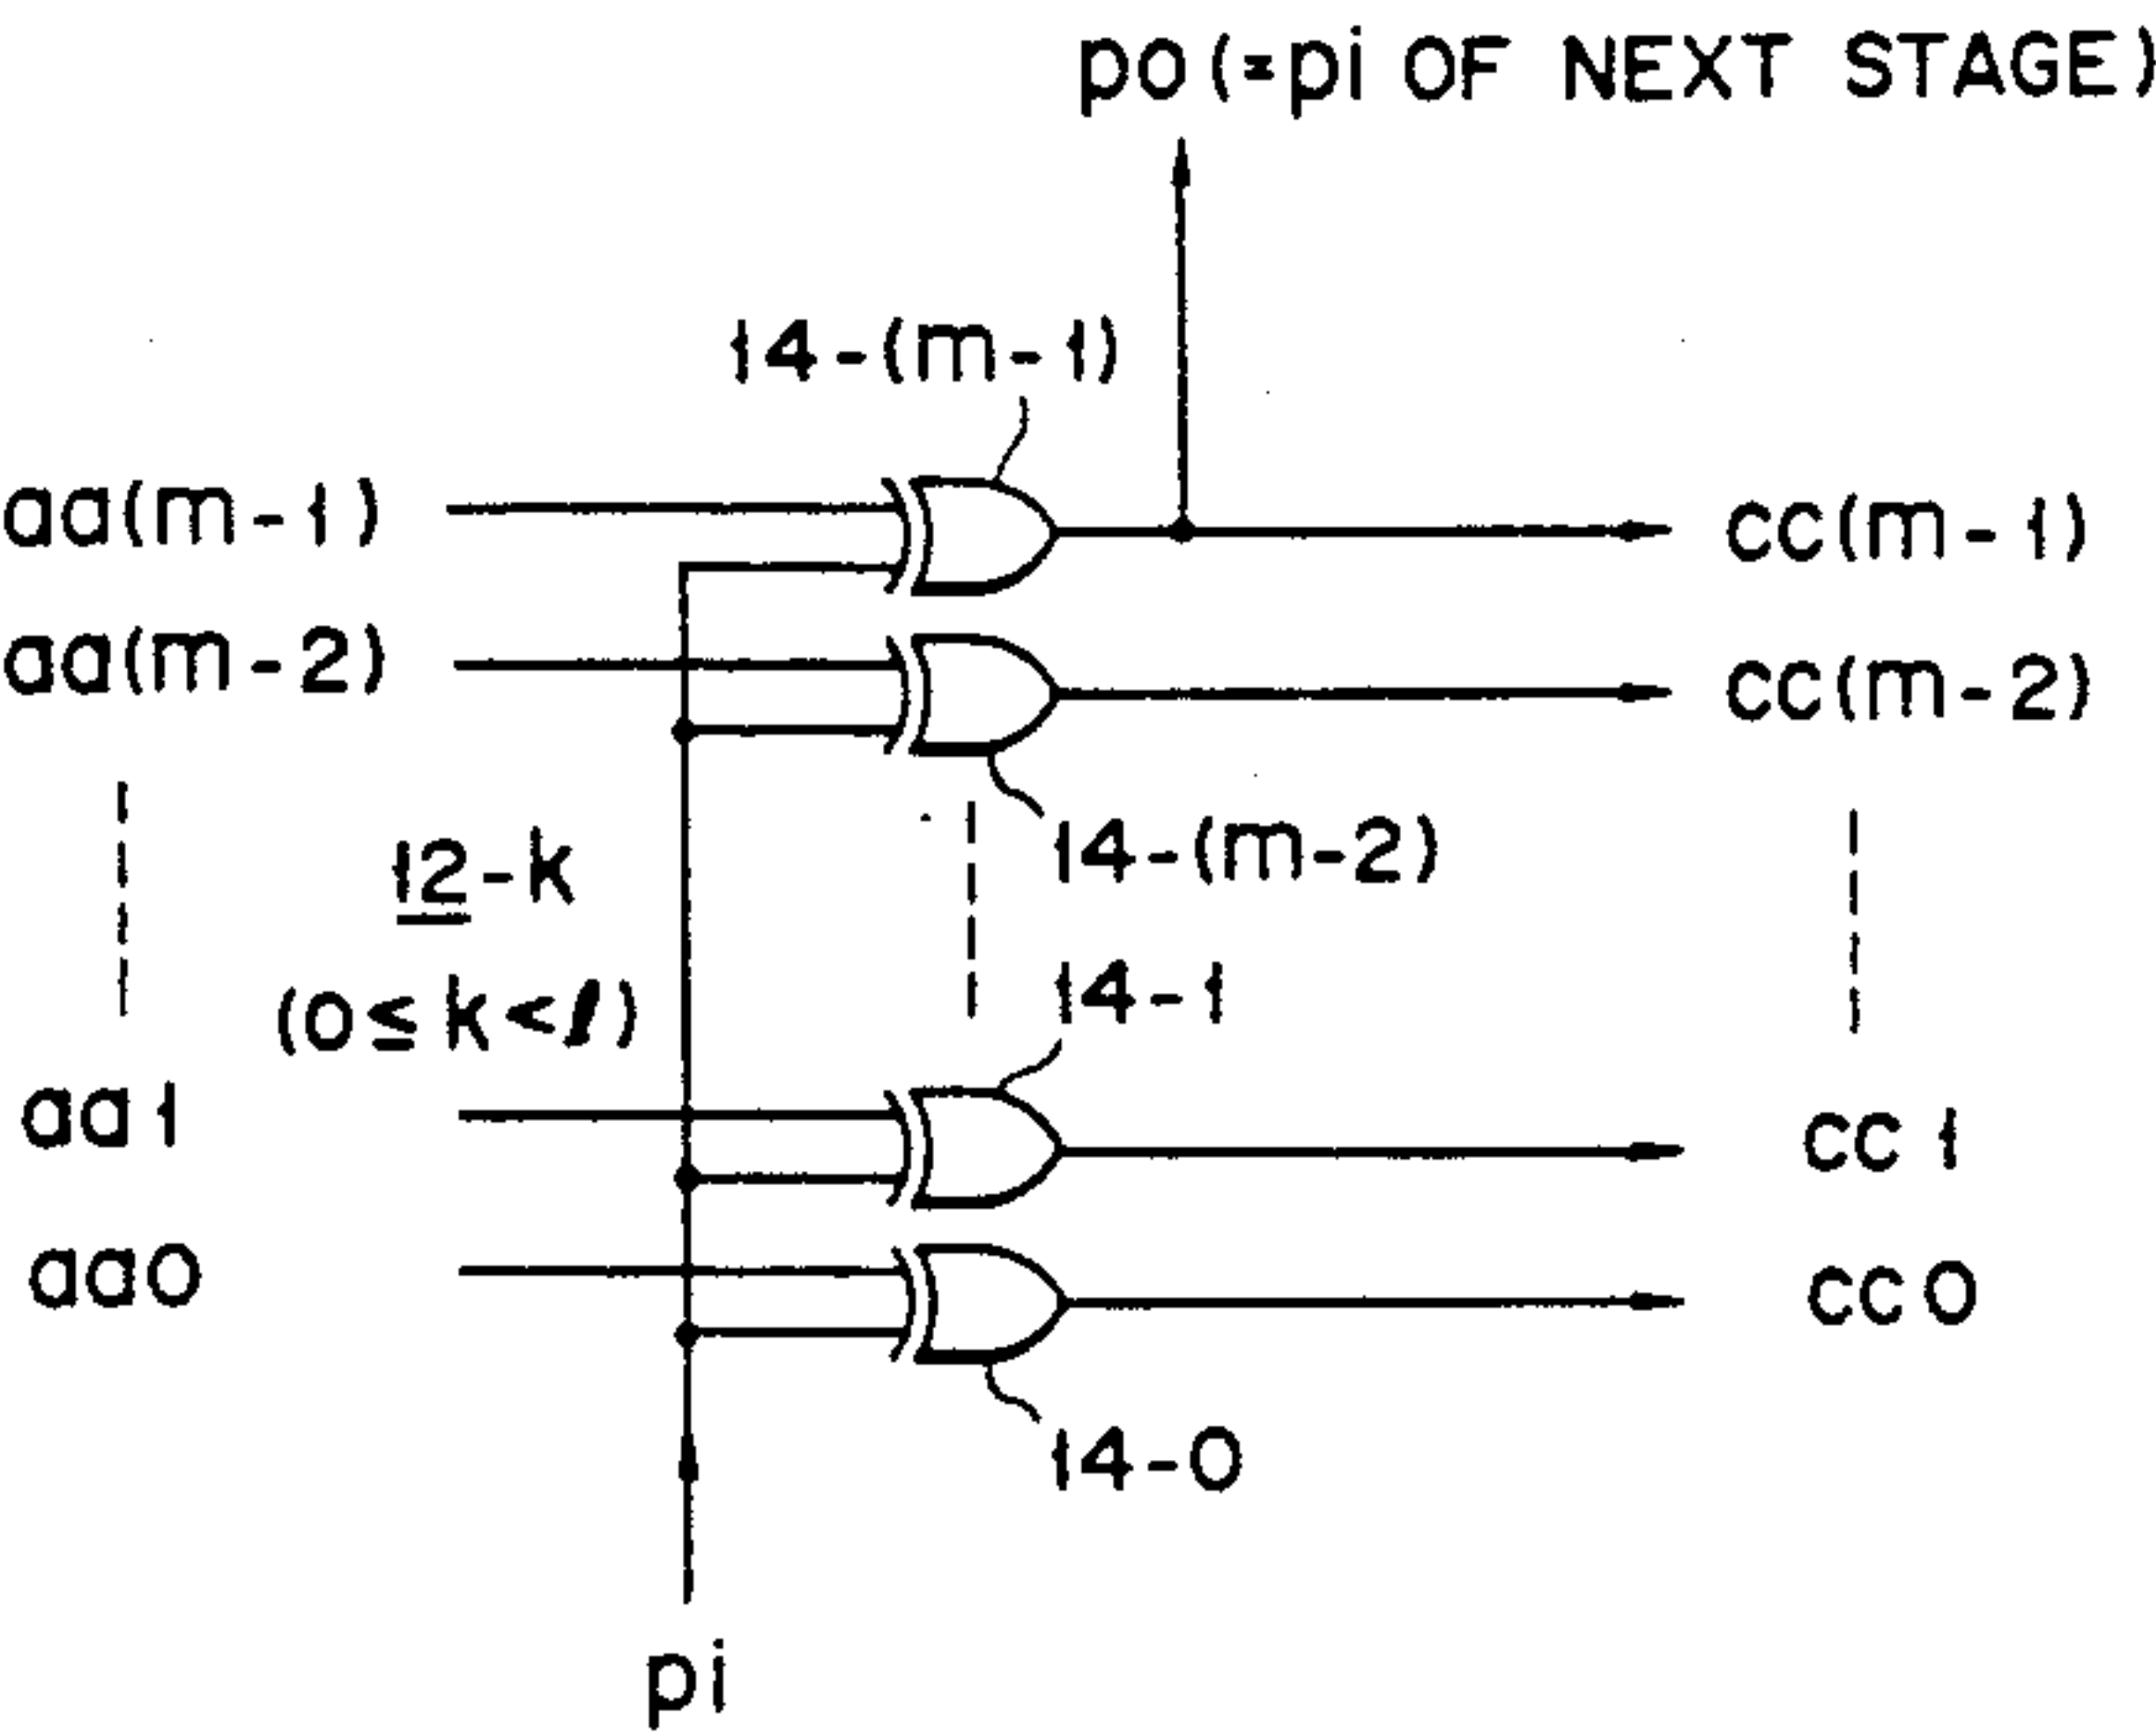 po(=pi OF NEXT STAGE)
14-(m-1)
aa(m-1)
cc(m-1)
aa(m-2)
cc(m-2)
14-(m-2)
12-k
(0≤k<l)
14-1
aa1
cc1
aa0
cc0
14-0
pi